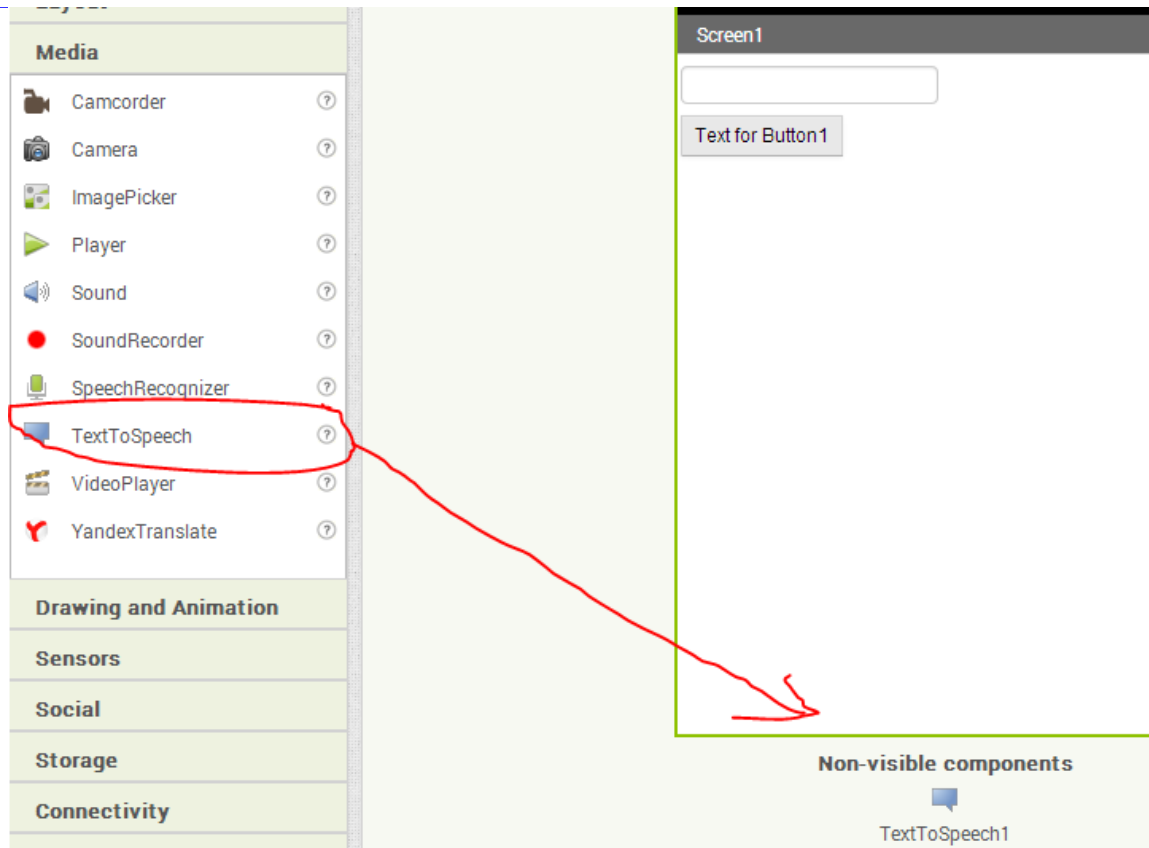 Media
Camcorder
Camera
ImagePicker
Player
Sound
SoundRecorder
SpeechRecognizer
TextToSpeech
VideoPlayer
YandexTranslate
Drawing and Animation
Sensors
Social
Storage
Connectivity
Screen1
Text for Button1
Non-visible components
TextToSpeech1